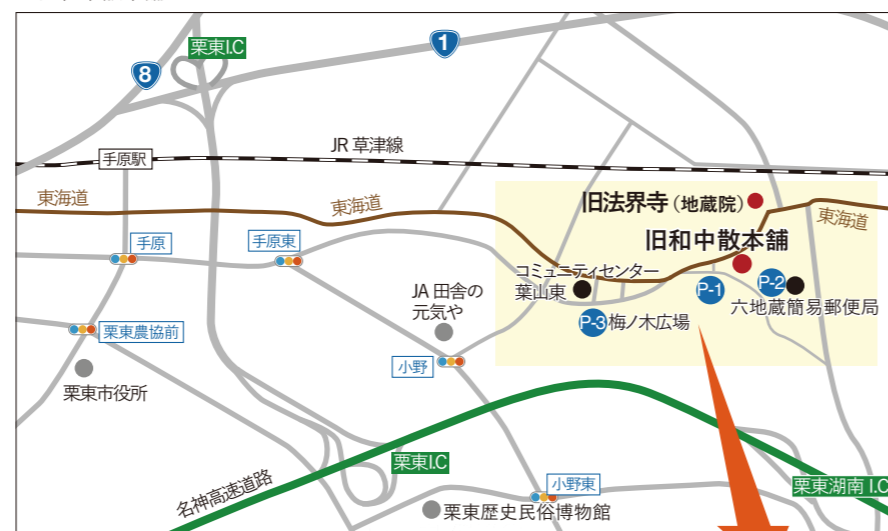 栗東I.C
1
8
JR 草津線
手原駅
東海道
東海道
旧法界寺（地蔵院）
東海道
手原
手原東
旧和中散本舗
コミュニティセンター
葉山東
JA 田舎の
元気や
P-1
P-2
六地蔵簡易郵便局
P-3
梅ノ木広場
栗東農協前
小野
栗東市役所
栗東I.C
名神高速道路
小野東
栗東湖南 I.C
栗東歴史民俗博物館